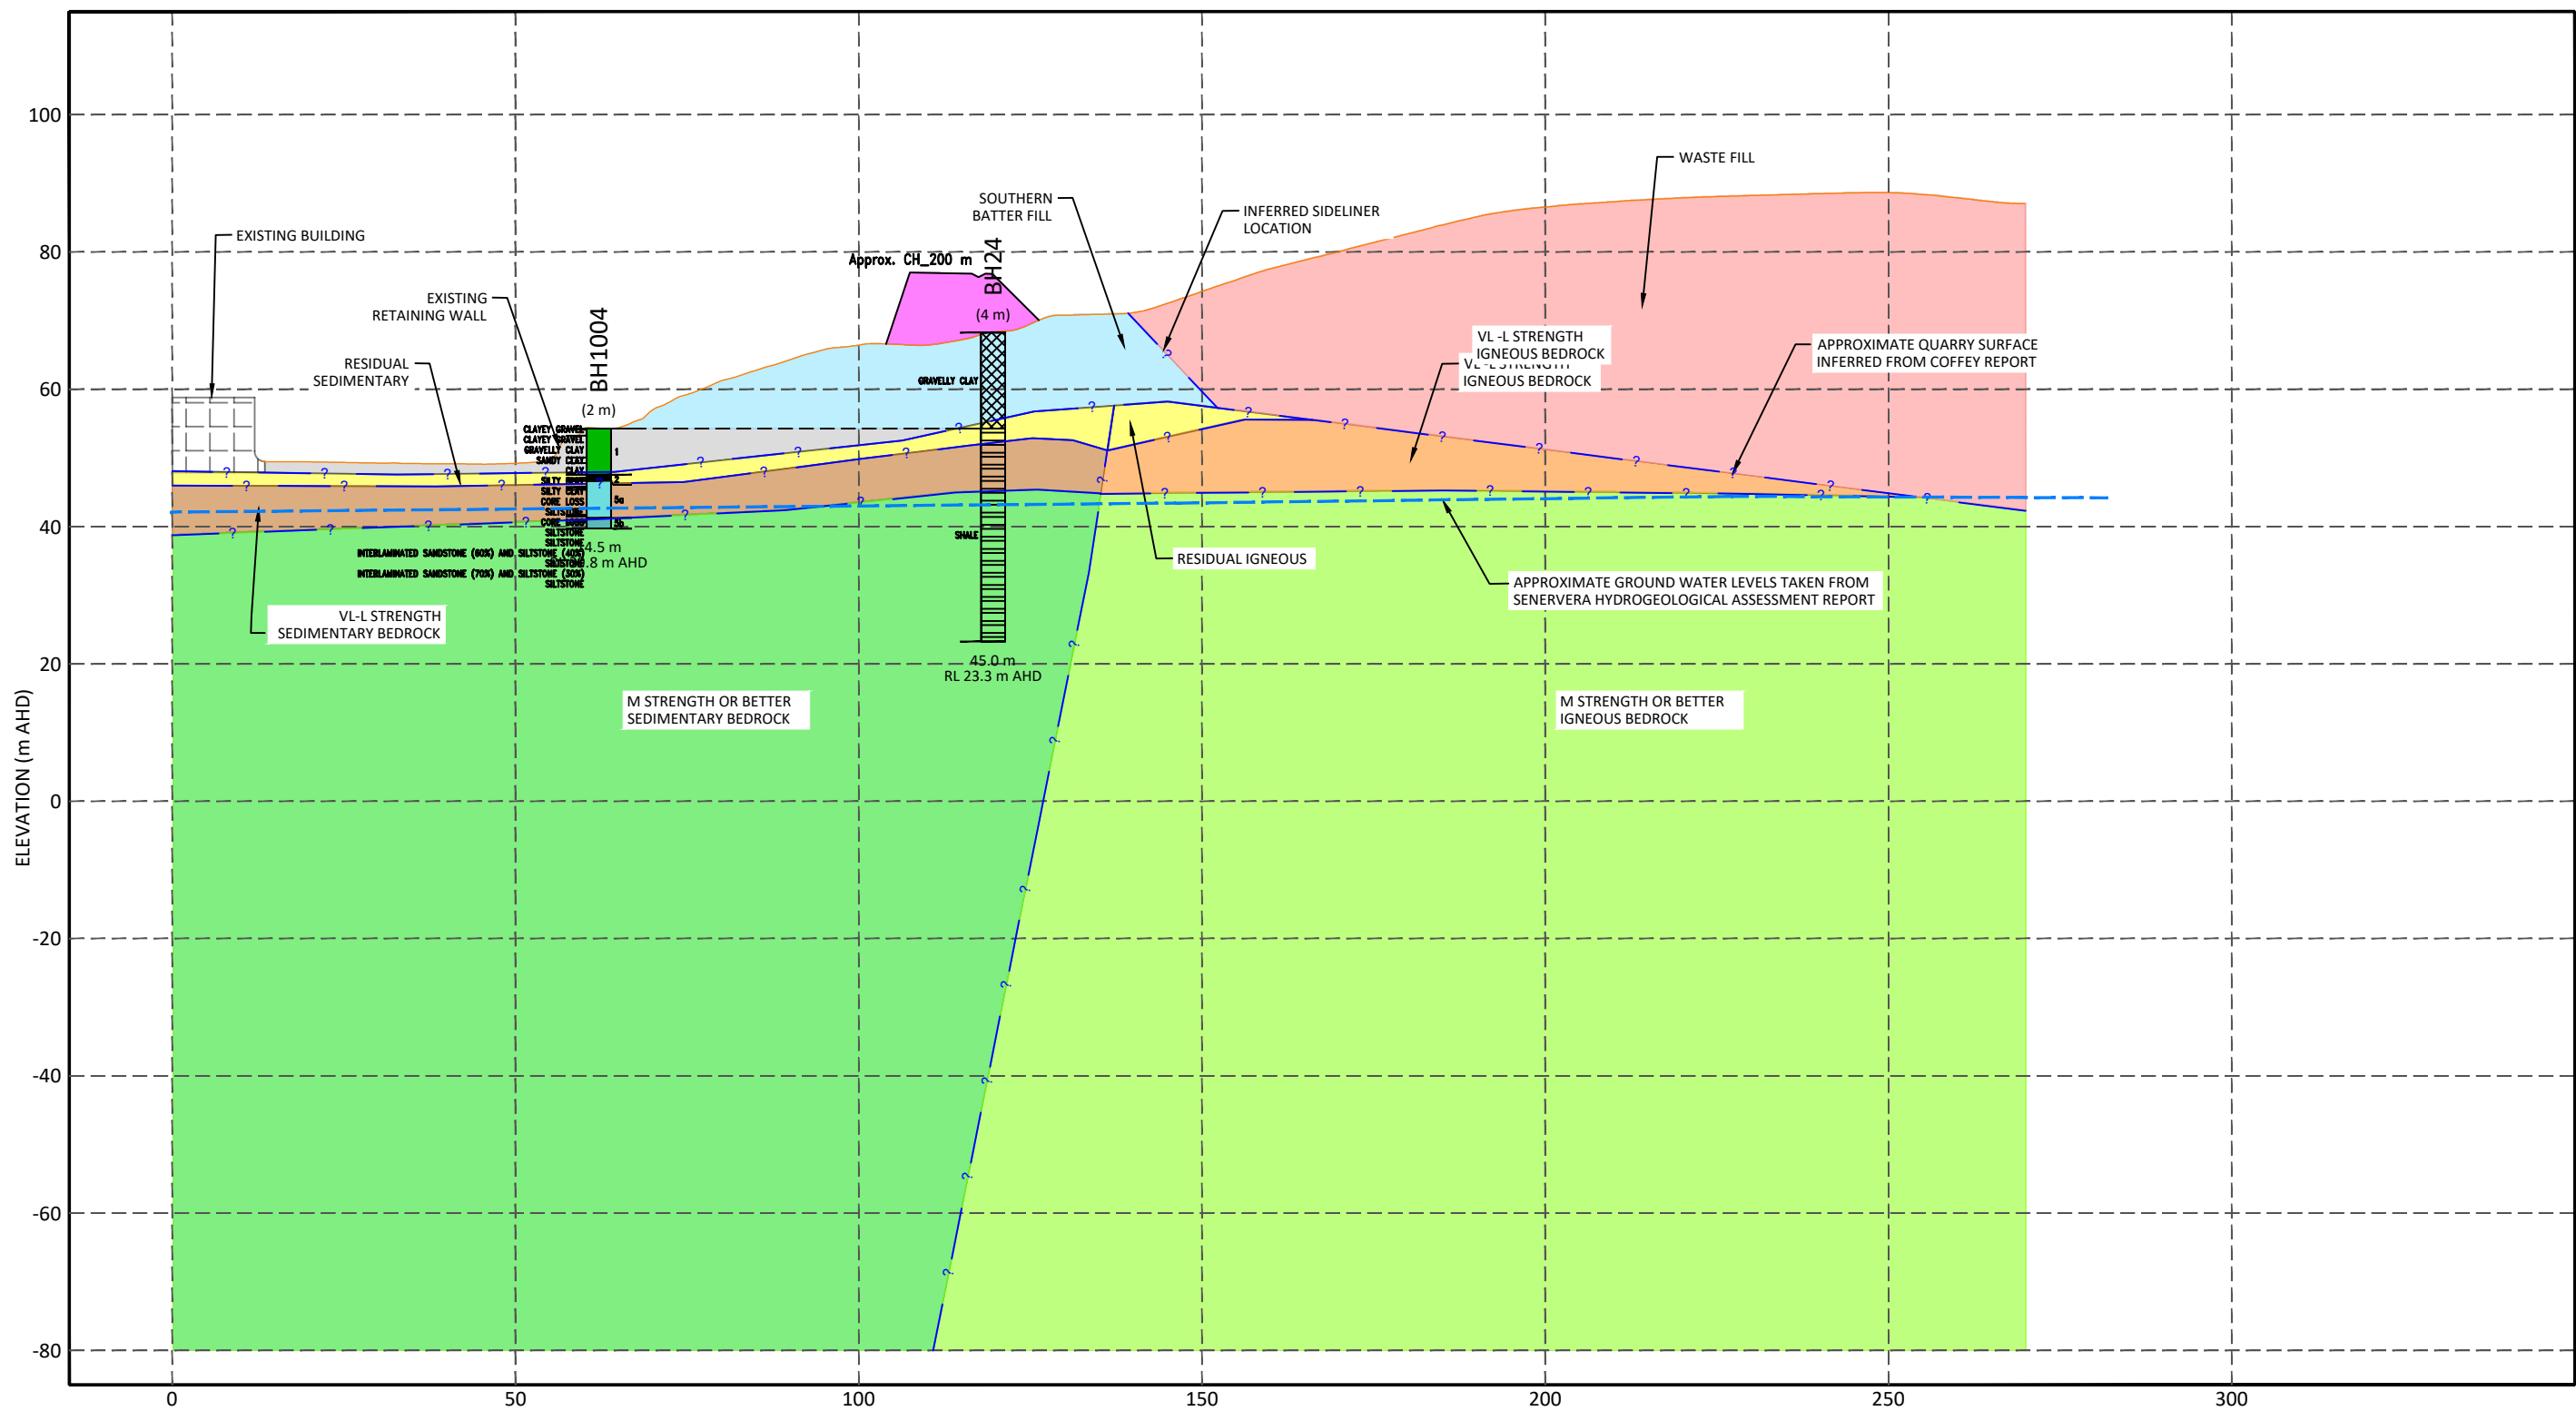 100
80
60
40
20
0
-20
-40
-60
-80
ELEVATION (m AHD)
0
50
100
150
200
250
300
WASTE FILL
SOUTHERN
BATTER FILL
INFERRED SIDELINER
LOCATION
EXISTING BUILDING
Approx. CH_200 m
BH24
(4 m)
EXISTING
RETAINING WALL
BH1004
(2 m)
RESIDUAL
SEDIMENTARY
VL -L STRENGTH
IGNEOUS BEDROCK
IGNEOUS BEDROCK
APPROXIMATE QUARRY SURFACE
INFERRED FROM COFFEY REPORT
GRAVELLY CLAY
CLAYEY GRAVEL
CLAYEY GRAVEL
GRAVELLY CLAY
SANDY CLAY
CLAY
SILTY CLAY
CORE LOSS
SILTSTONE
SILTSTONE
INTERLAMINATED SANDSTONE (60%) AND SILTSTONE (40%)
SILTSTONE
INTERLAMINATED SANDSTONE (70%) AND SILTSTONE (30%)
SILTSTONE
1
2
5a
4.5 m
.8 m AHD
SHALE
45.0 m
RL 23.3 m AHD
RESIDUAL IGNEOUS
APPROXIMATE GROUND WATER LEVELS TAKEN FROM
SENERVERA HYDROGEOLOGICAL ASSESSMENT REPORT
VL-L STRENGTH
SEDIMENTARY BEDROCK
M STRENGTH OR BETTER
SEDIMENTARY BEDROCK
M STRENGTH OR BETTER
IGNEOUS BEDROCK